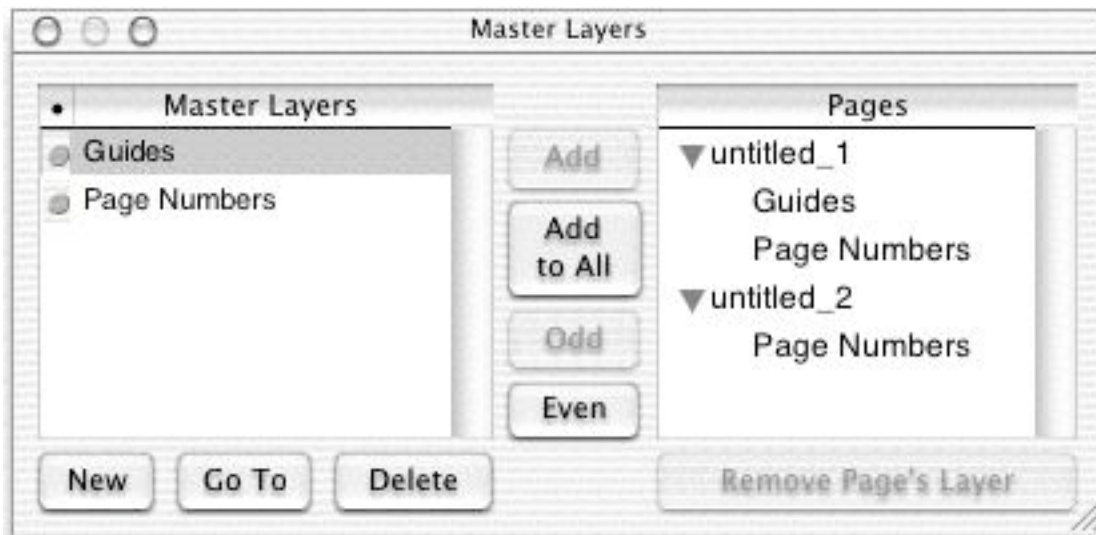 Master Layers
• Master Layers
Guides
Page Numbers
Add
Add
to All
Odd
Even
Pages
untitled_1
Guides
Page Numbers
untitled_2
Page Numbers
New
Go To
Delete
Remove Page's Layer